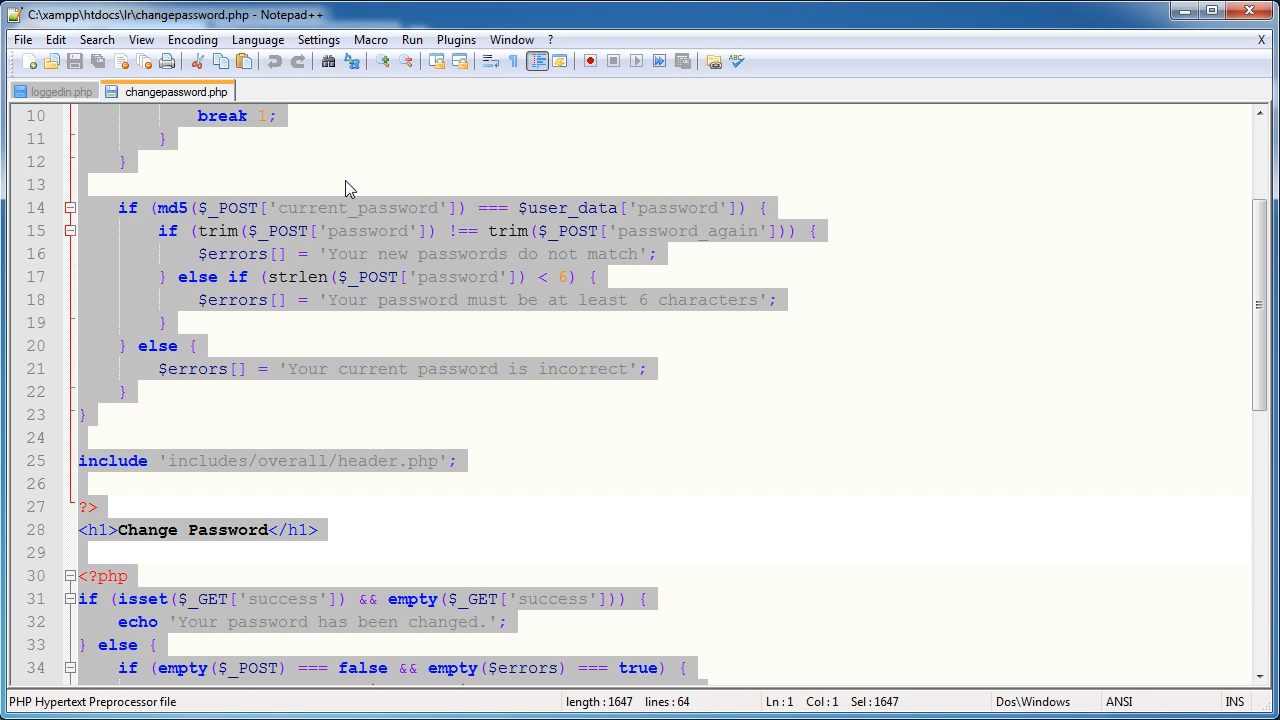 C:\xampp\htdocs\lr\changepassword.php - Notepad++
File Edit Search View Encoding Language Settings Macro Run Plugins Window ? X
loggedin.php changepassword.php
10 break 1;
11 }
12 }
13
14 if (md5($_POST['current_password']) === $user_data['password']) {
15 if (trim($_POST['password']) !== trim($_POST['password_again'])) {
16 $errors[] = 'Your new passwords do not match';
17 } else if (strlen($_POST['password']) < 6) {
18 $errors[] = 'Your password must be at least 6 characters';
19 }
20 } else {
21 $errors[] = 'Your current password is incorrect';
22 }
23 }
24
25 include 'includes/overall/header.php';
26
27 ?>
28 <h1>Change Password</h1>
29
30 <?php
31 if (isset($_GET['success']) && empty($_GET['success'])) {
32 echo 'Your password has been changed.';
33 } else {
34 if (empty($_POST) === false && empty($errors) === true) {
PHP Hypertext Preprocessor file length : 1647 lines : 64 Ln : 1 Col : 1 Sel : 1647 Dos\Windows ANSI INS